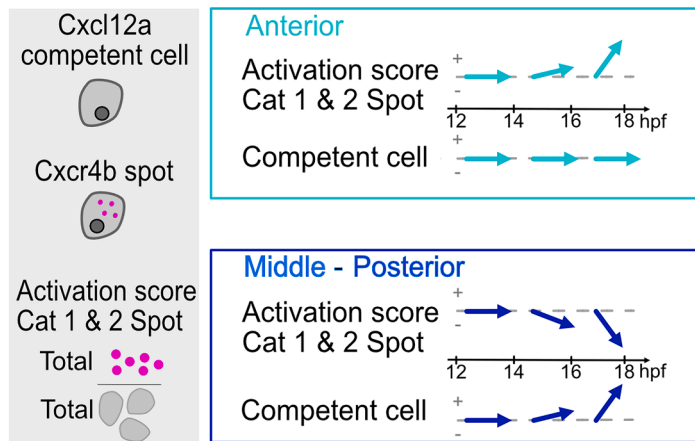 Cxcl12a
competent cell
Cxcr4b spot
Activation score
Cat 1 & 2 Spot
Total
Total
Anterior
Activation score
Cat 1 & 2 Spot
+
-
12 14 16 18 hpf
Competent cell
+
-
Middle - Posterior
Activation score
Cat 1 & 2 Spot
+
-
12 14 16 18 hpf
Competent cell
+
-